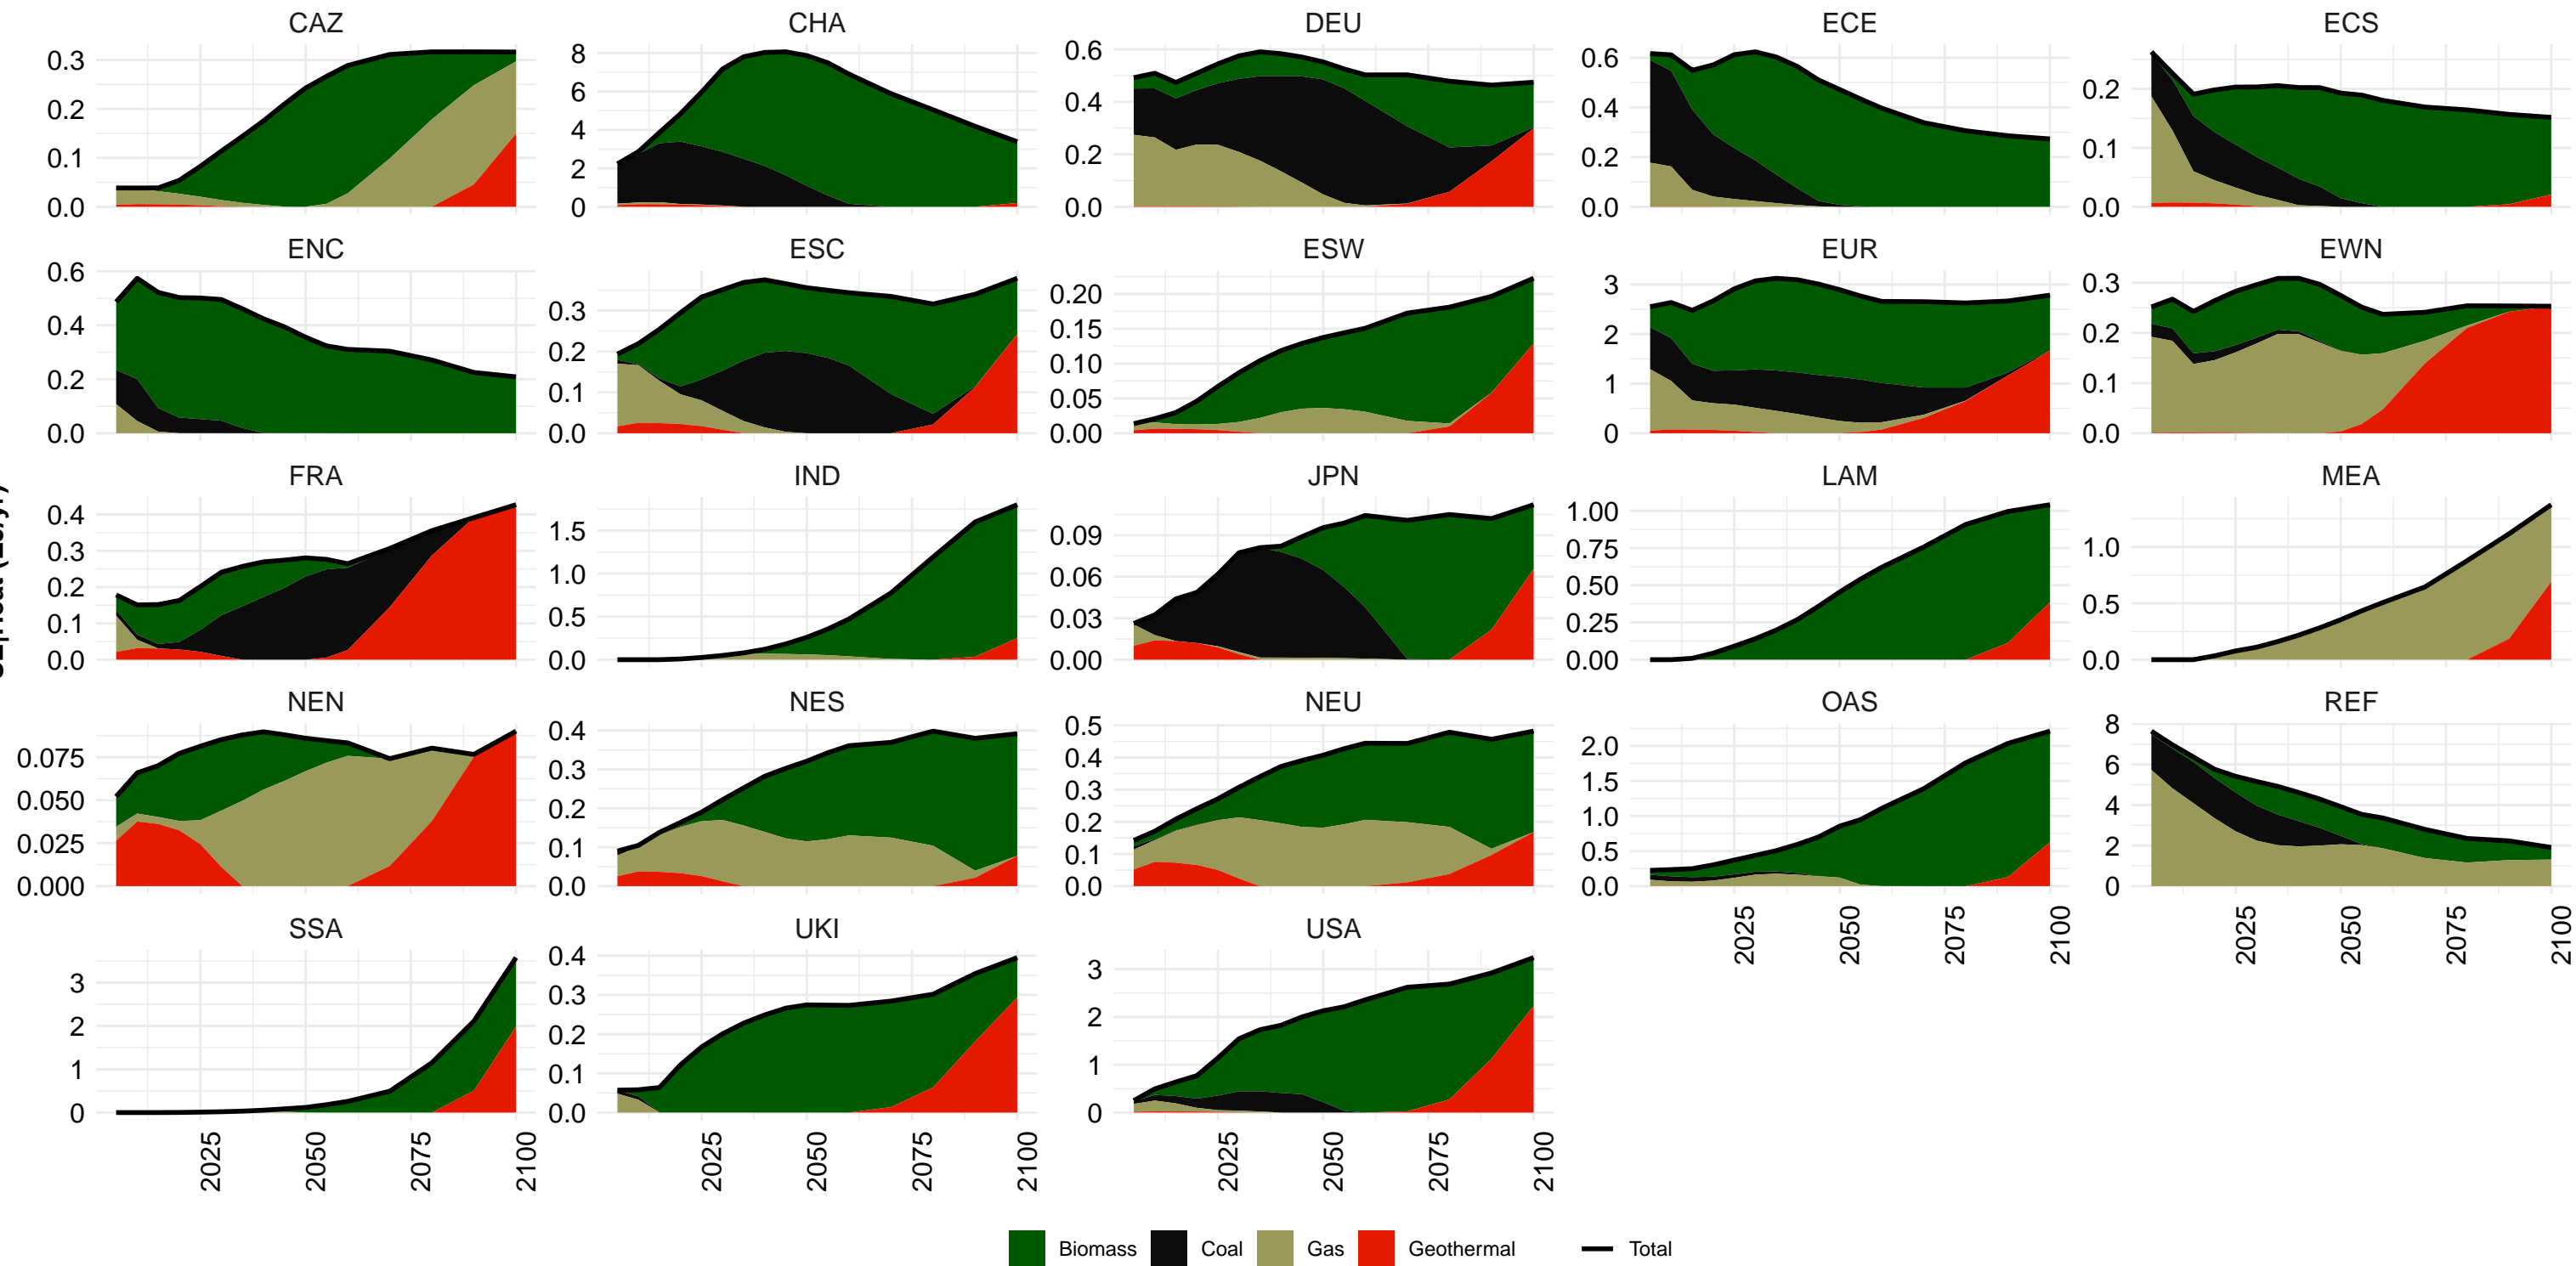 CAZ CHA DEU ECE ECS
0.3 0.2 0.1 0.0
8 6 4 2 0
0.6 0.4 0.2 0.0
0.6 0.4 0.2 0.0
0.2 0.1 0.0
ENC ESC ESW EUR EWN
0.6 0.4 0.2 0.0
0.3 0.2 0.1 0.0
0.20 0.15 0.10 0.05 0.00
3 2 1 0
0.3 0.2 0.1 0.0
FRA IND JPN LAM MEA
0.4 0.3 0.2 0.1 0.0
1.5 1.0 0.5 0.0
0.09 0.06 0.03 0.00
1.00 0.75 0.50 0.25 0.00
1.0 0.5 0.0
NEN NES NEU OAS REF
0.075 0.050 0.025 0.000
0.4 0.3 0.2 0.1 0.0
0.5 0.4 0.3 0.2 0.1 0.0
2.0 1.5 1.0 0.5 0.0
8 6 4 2 0
2025 2050 2075 2100
2025 2050 2075 2100
SSA UKI USA
3 2 1 0
0.4 0.3 0.2 0.1 0.0
3 2 1 0
2025 2050 2075 2100
2025 2050 2075 2100
2025 2050 2075 2100
Biomass Coal Gas Geothermal Total